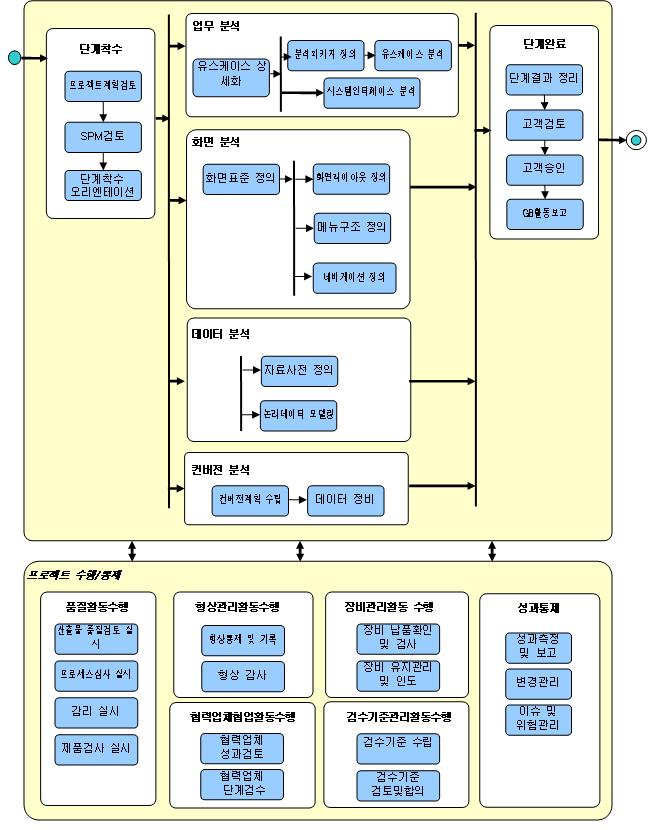 단계착수
프로젝트계획검토
SPM검토
단계착수
오리엔테이션
업무 분석
유스케이스 상
세화
분석패키지 정의
유스케이스 분석
시스템인터페이스 분석
화면 분석
화면표준 정의
화면레이아웃 정의
메뉴구조 정의
네비게이션 정의
데이터 분석
자료사전 정의
논리데이터 모델링
컨버전 분석
컨버전계획 수립
데이터 정비
단계완료
단계결과 정리
고객검토
고객승인
GB활동보고
프로젝트 수행/통제
품질활동수행
산출물 품질검토 실
시
프로세스심사 실시
감리 실시
제품검사 실시
형상관리활동수행
형상통제 및 기록
형상 감사
협력업체협업활동수행
협력업체
성과검토
협력업체
단계검수
장비관리활동 수행
장비 납품확인
및 검사
장비 유지관리
및 인도
검수기준관리활동수행
검수기준 수립
검수기준
검토및합의
성과통제
성과측정
및 보고
변경관리
이슈 및
위험관리